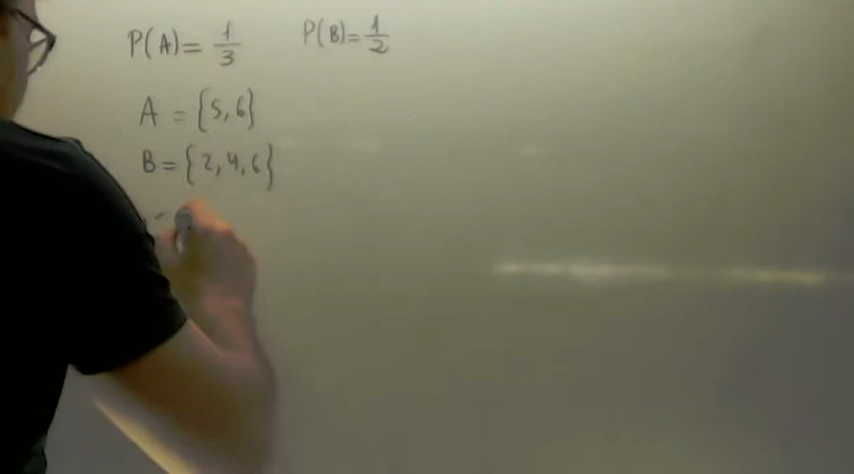 P(A) = 1/3 P(B) = 1/2
A = {5, 6}
B = {2, 4, 6}